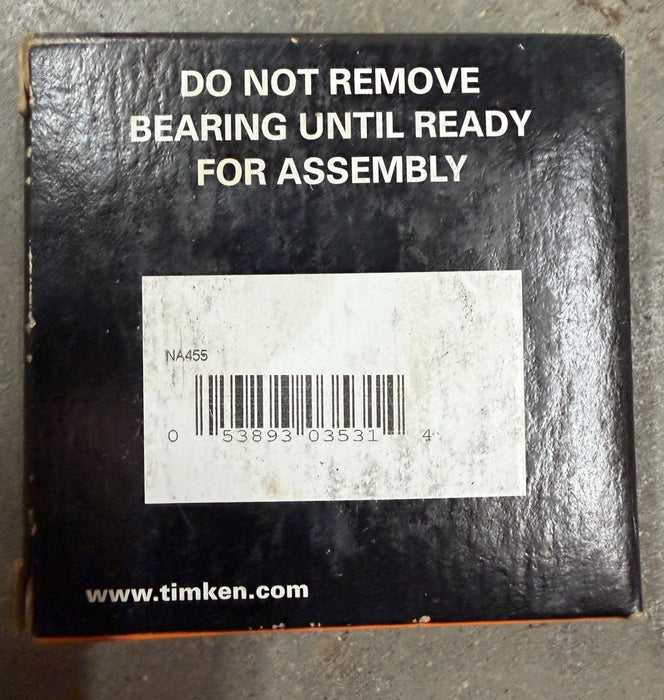 DO NOT REMOVE
BEARING UNTIL READY
FOR ASSEMBLY
NA455
0 53893 03531 4
www.timken.com